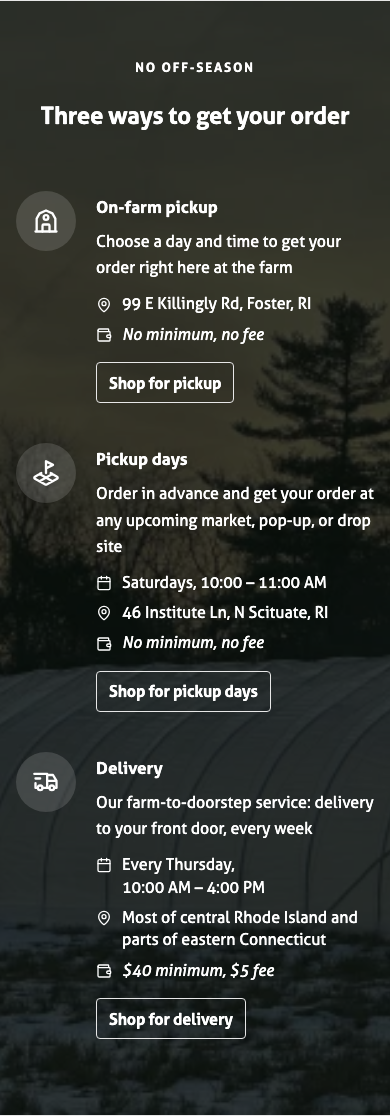 NO OFF-SEASON
Three ways to get your order
On-farm pickup
Choose a day and time to get your
order right here at the farm
99 E Killingly Rd, Foster, RI
No minimum, no fee
Shop for pickup
Pickup days
Order in advance and get your order at
any upcoming market, pop-up, or drop
site
Saturdays, 10:00 – 11:00 AM
46 Institute Ln, N Scituate, RI
No minimum, no fee
Shop for pickup days
Delivery
Our farm-to-doorstep service: delivery
to your front door, every week
Every Thursday,
10:00 AM – 4:00 PM
Most of central Rhode Island and
parts of eastern Connecticut
$40 minimum, $5 fee
Shop for delivery